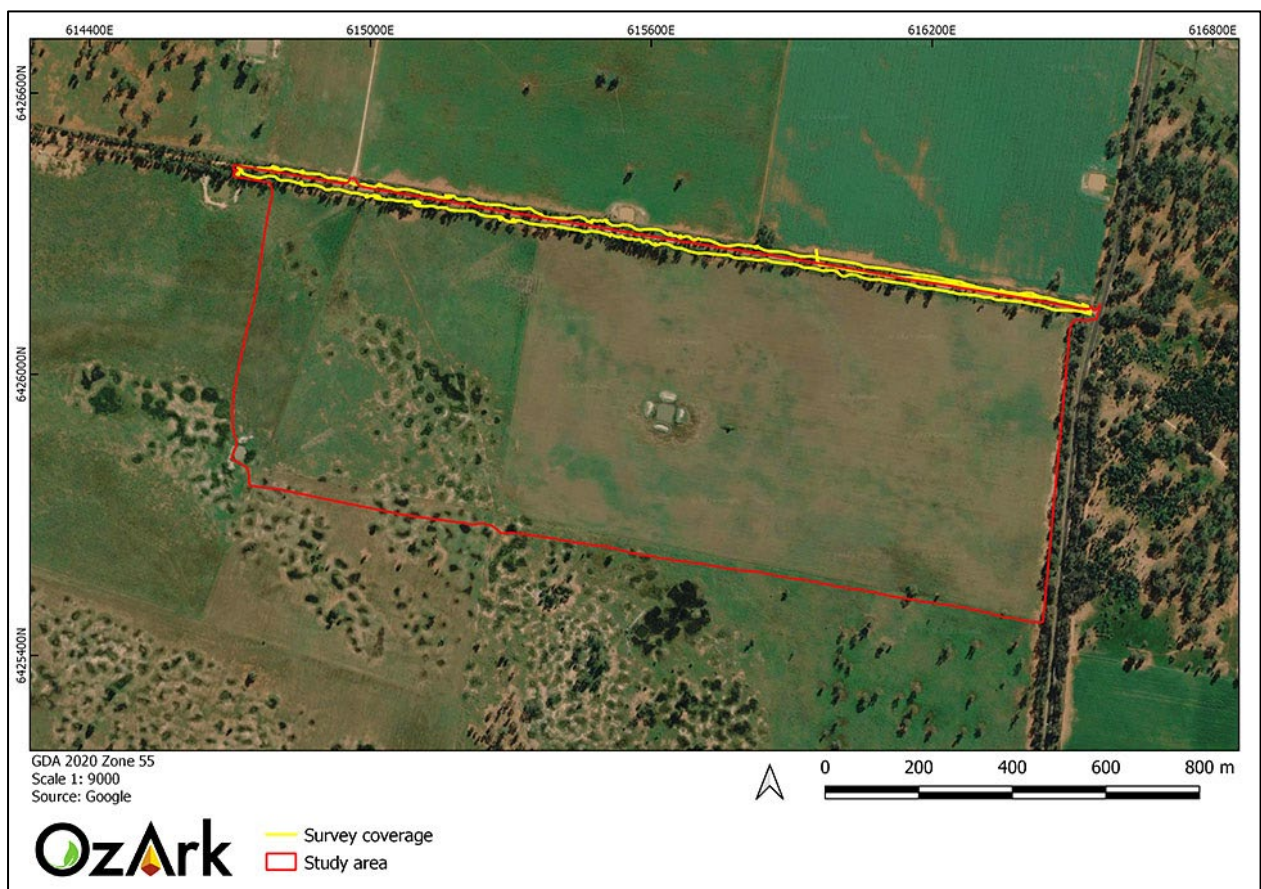 614400E 615000E 615600E 616200E 616800E
6426600N
6426000N
6425400N
GDA 2020 Zone 55
Scale 1: 9000
Source: Google
0 200 400 600 800 m
OzArk
Survey coverage
Study area